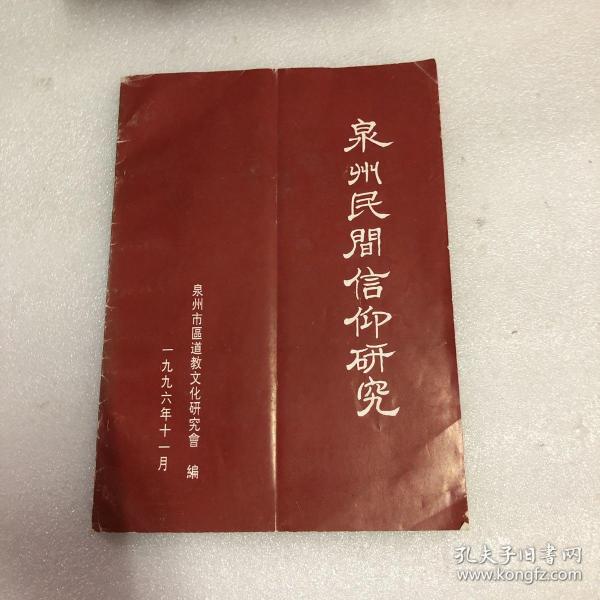 泉州民間信仰研究
泉州市區道教文化研究會 編
一九九六年十一月
孔夫子旧书网
www.kongfz.com